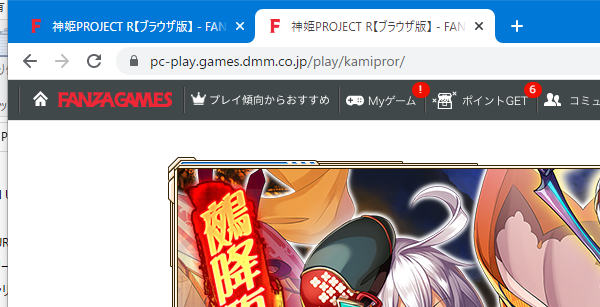 神姫PROJECT R【ブラウザ版】 - FAN
神姫PROJECT R【ブラウザ版】 - FAN
pc-play.games.dmm.co.jp/play/kamipror/
FANZA GAMES
プレイ傾向からおすすめ
Myゲーム
!
ポイントGET
6
コミュ
鵺降